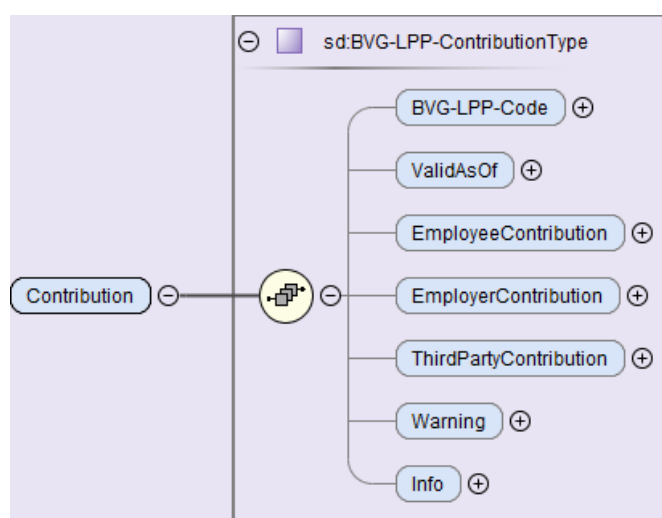 sd:BVG-LPP-ContributionType
BVG-LPP-Code
ValidAsOf
EmployeeContribution
Contribution
EmployerContribution
ThirdPartyContribution
Warning
Info